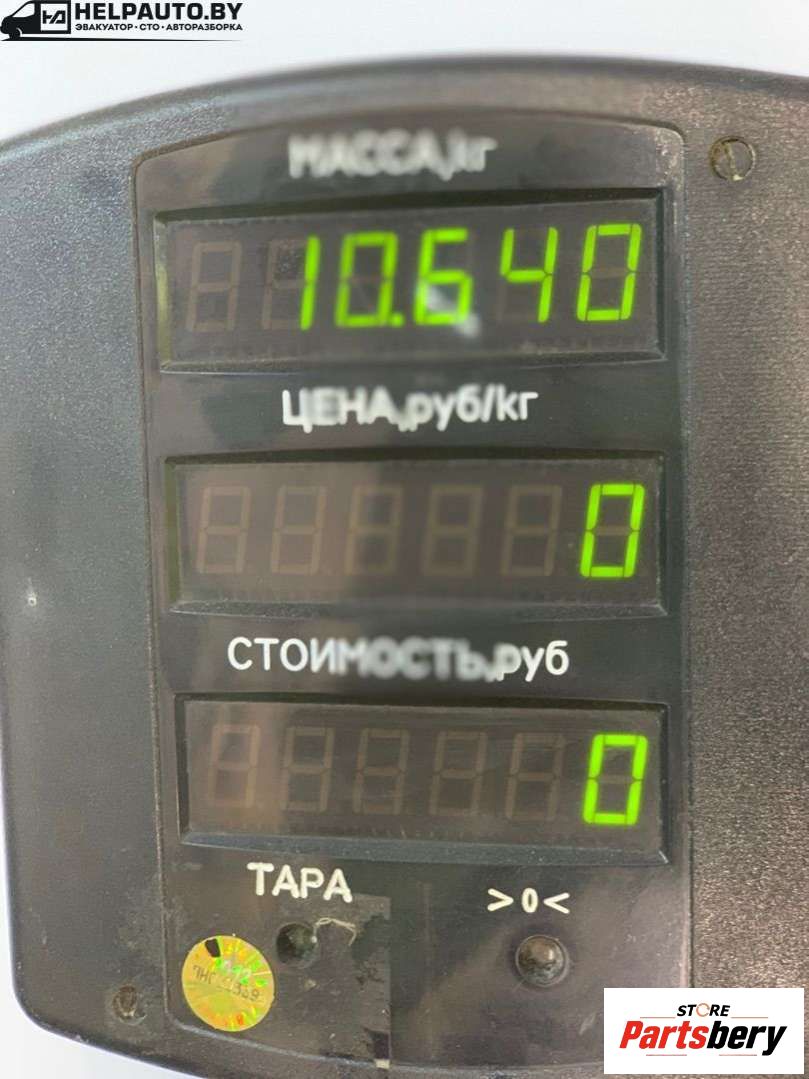 HELPAUTO.BY
ЭВАКУАТОР • СТО • АВТОРАЗБОРКА
МАССА,kг
10.640
ЦЕНА,руб/кг
0
СТОИМОСТЬ,руб
0
ТАРА
>0<
STORE
Partsbery